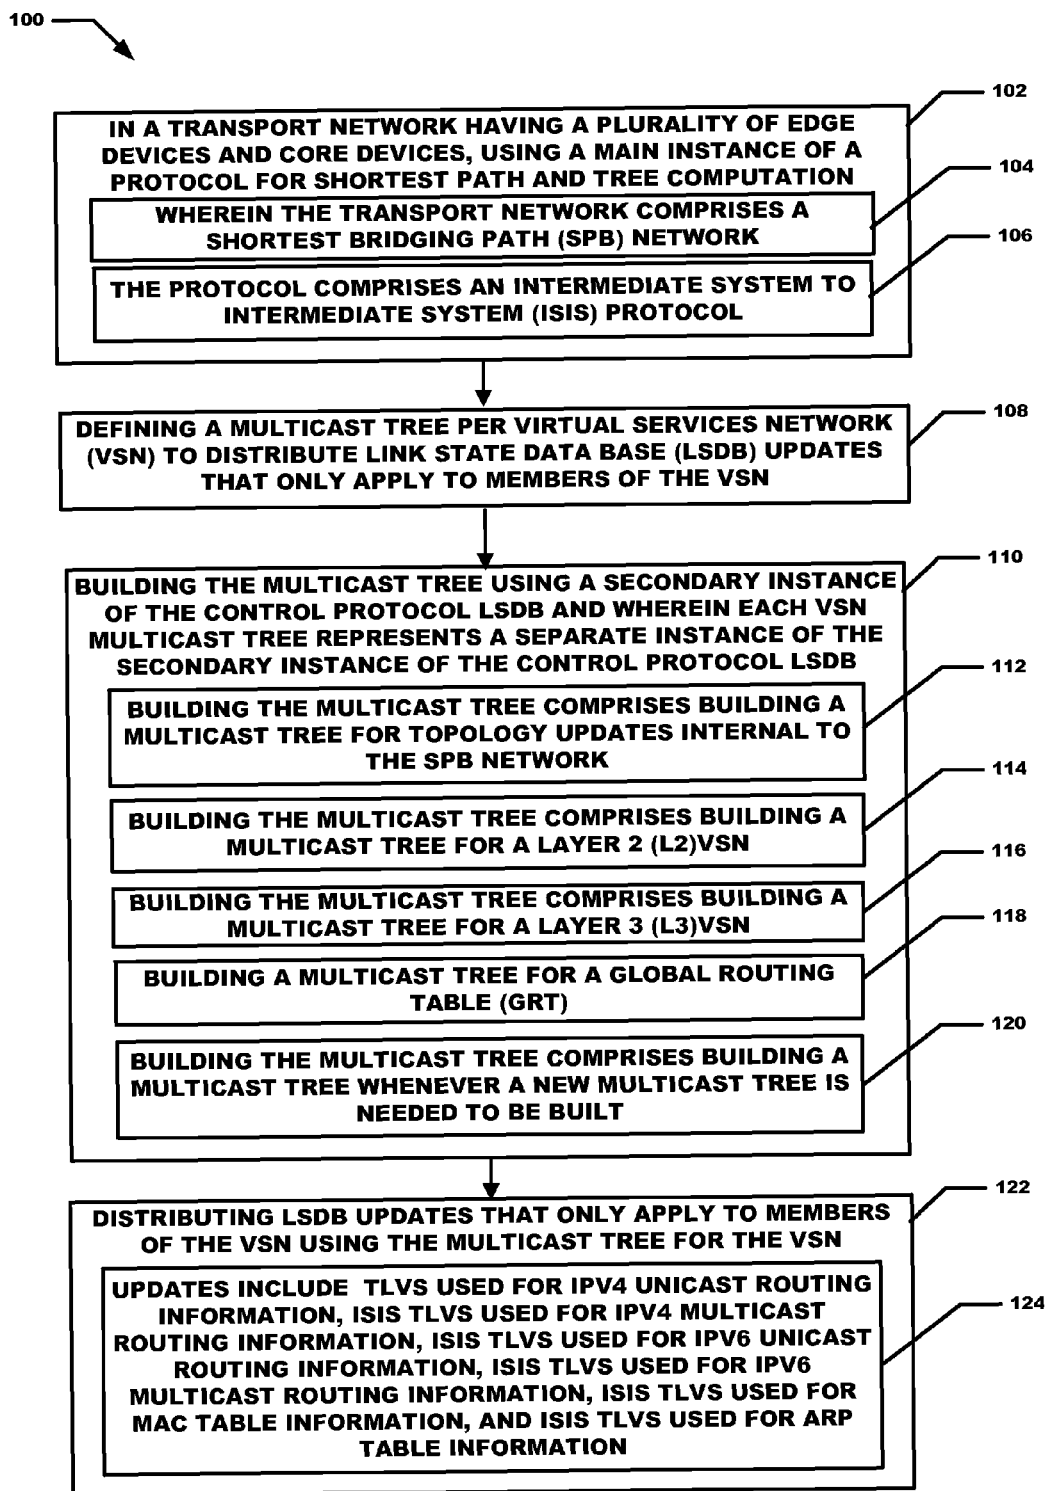 100
102
IN A TRANSPORT NETWORK HAVING A PLURALITY OF EDGE
DEVICES AND CORE DEVICES, USING A MAIN INSTANCE OF A
PROTOCOL FOR SHORTEST PATH AND TREE COMPUTATION
104
WHEREIN THE TRANSPORT NETWORK COMPRISES A
SHORTEST BRIDGING PATH (SPB) NETWORK
106
THE PROTOCOL COMPRISES AN INTERMEDIATE SYSTEM TO
INTERMEDIATE SYSTEM (ISIS) PROTOCOL
108
DEFINING A MULTICAST TREE PER VIRTUAL SERVICES NETWORK
(VSN) TO DISTRIBUTE LINK STATE DATA BASE (LSDB) UPDATES
THAT ONLY APPLY TO MEMBERS OF THE VSN
110
BUILDING THE MULTICAST TREE USING A SECONDARY INSTANCE
OF THE CONTROL PROTOCOL LSDB AND WHEREIN EACH VSN
MULTICAST TREE REPRESENTS A SEPARATE INSTANCE OF THE
SECONDARY INSTANCE OF THE CONTROL PROTOCOL LSDB
112
BUILDING THE MULTICAST TREE COMPRISES BUILDING A
MULTICAST TREE FOR TOPOLOGY UPDATES INTERNAL TO
THE SPB NETWORK
114
BUILDING THE MULTICAST TREE COMPRISES BUILDING A
MULTICAST TREE FOR A LAYER 2 (L2)VSN
116
BUILDING THE MULTICAST TREE COMPRISES BUILDING A
MULTICAST TREE FOR A LAYER 3 (L3)VSN
118
BUILDING A MULTICAST TREE FOR A GLOBAL ROUTING
TABLE (GRT)
120
BUILDING THE MULTICAST TREE COMPRISES BUILDING A
MULTICAST TREE WHENEVER A NEW MULTICAST TREE IS
NEEDED TO BE BUILT
122
DISTRIBUTING LSDB UPDATES THAT ONLY APPLY TO MEMBERS
OF THE VSN USING THE MULTICAST TREE FOR THE VSN
124
UPDATES INCLUDE TLVS USED FOR IPV4 UNICAST ROUTING
INFORMATION, ISIS TLVS USED FOR IPV4 MULTICAST
ROUTING INFORMATION, ISIS TLVS USED FOR IPV6 UNICAST
ROUTING INFORMATION, ISIS TLVS USED FOR IPV6
MULTICAST ROUTING INFORMATION, ISIS TLVS USED FOR
MAC TABLE INFORMATION, AND ISIS TLVS USED FOR ARP
TABLE INFORMATION